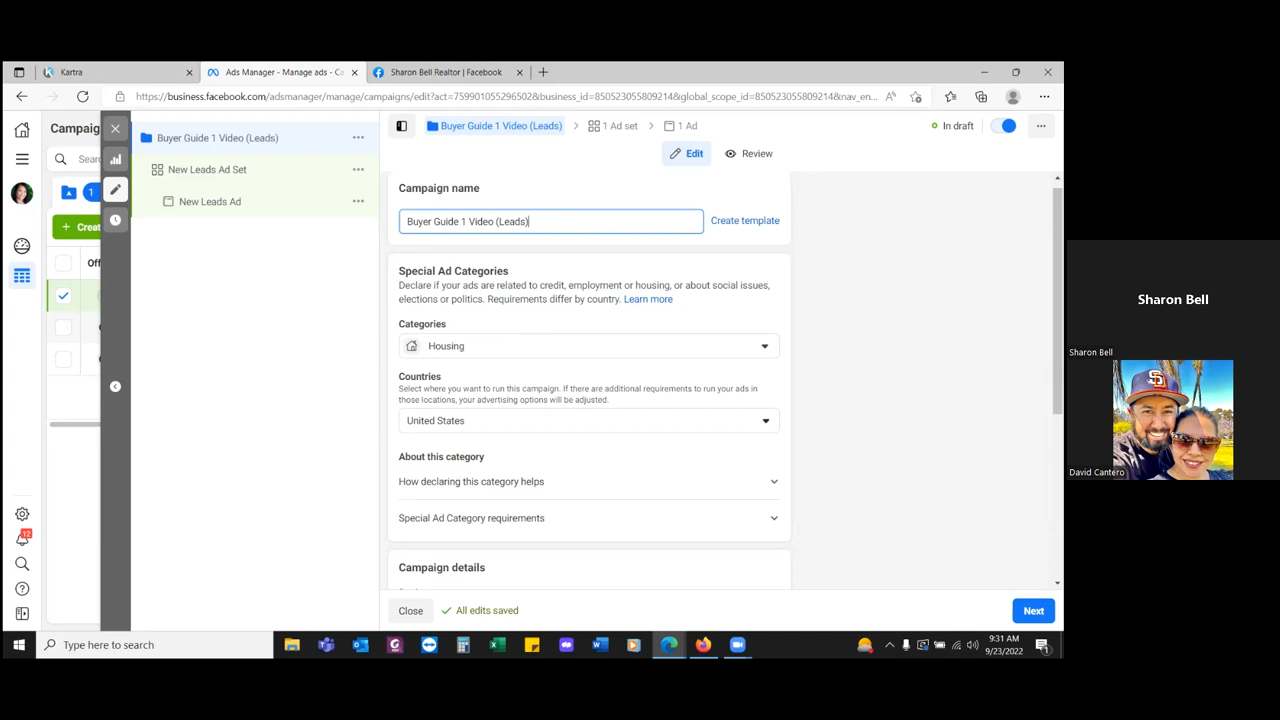 Kartra
Ads Manager - Manage ads - Ca
Sharon Bell Realtor | Facebook
https://business.facebook.com/adsmanager/manage/campaigns/edit?act=759901055296502&business_id=850523055809214&global_scope_id=850523055809214&nav_en...
Campaig
Sear
1
+ Creat
Off
Buyer Guide 1 Video (Leads)
New Leads Ad Set
New Leads Ad
Buyer Guide 1 Video (Leads)
1 Ad set
1 Ad
In draft
Edit
Review
Campaign name
Buyer Guide 1 Video (Leads)
Create template
Special Ad Categories
Declare if your ads are related to credit, employment or housing, or about social issues,
elections or politics. Requirements differ by country. Learn more
Categories
Housing
Countries
Select where you want to run this campaign. If there are additional requirements to run your ads in
those locations, your advertising options will be adjusted.
United States
About this category
How declaring this category helps
Special Ad Category requirements
Campaign details
Close
All edits saved
Next
12
Type here to search
9:31 AM
9/23/2022
1
Sharon Bell
Sharon Bell
David Cantero